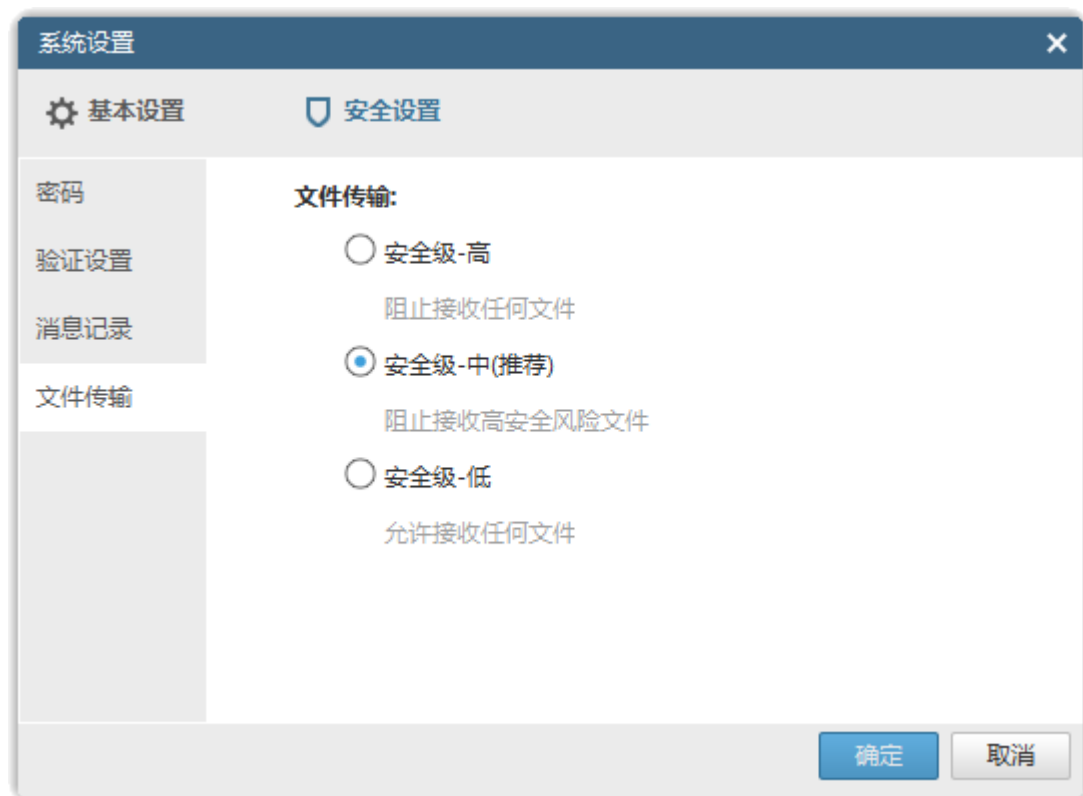 系统设置
基本设置
安全设置
密码
验证设置
消息记录
文件传输
文件传输:
安全级-高
阻止接收任何文件
安全级-中(推荐)
阻止接收高安全风险文件
安全级-低
允许接收任何文件
确定
取消